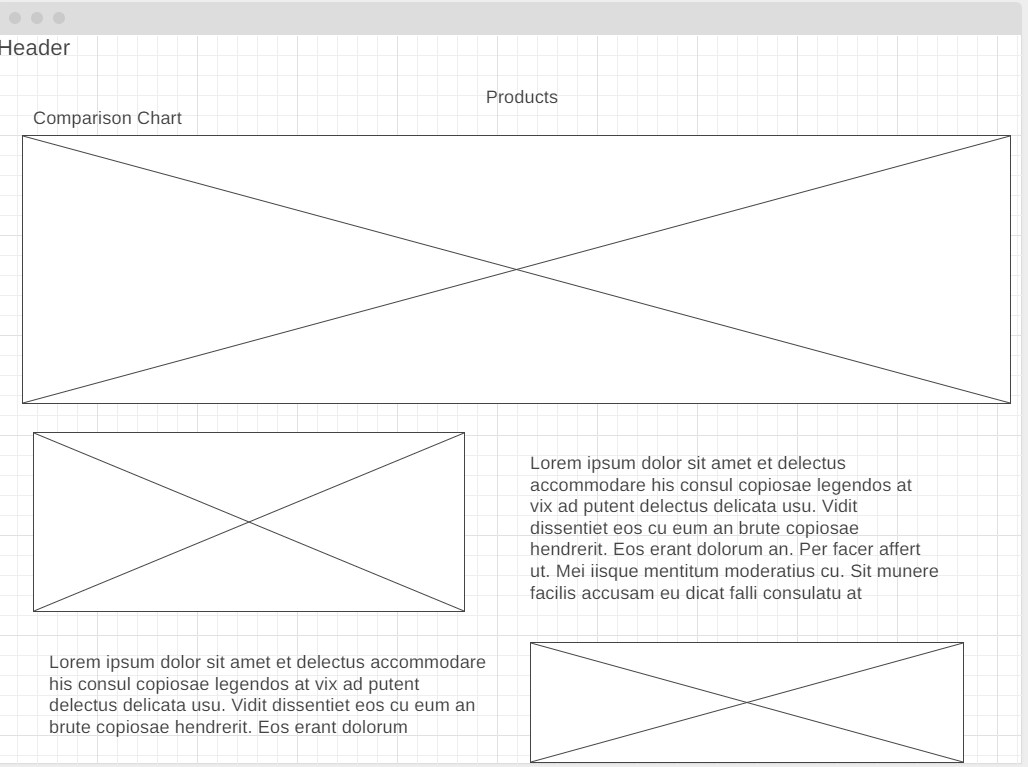 Header
Products
Comparison Chart
Lorem ipsum dolor sit amet et delectus
accommodare his consul copiosae legendos at
vix ad putent delectus delicata usu. Vidit
dissentiet eos cu eum an brute copiosae
hendrerit. Eos erant dolorum an. Per facer affert
ut. Mei iisque mentitum moderatius cu. Sit munere
facilis accusam eu dicat falli consulatu at
Lorem ipsum dolor sit amet et delectus accommodare
his consul copiosae legendos at vix ad putent
delectus delicata usu. Vidit dissentiet eos cu eum an
brute copiosae hendrerit. Eos erant dolorum